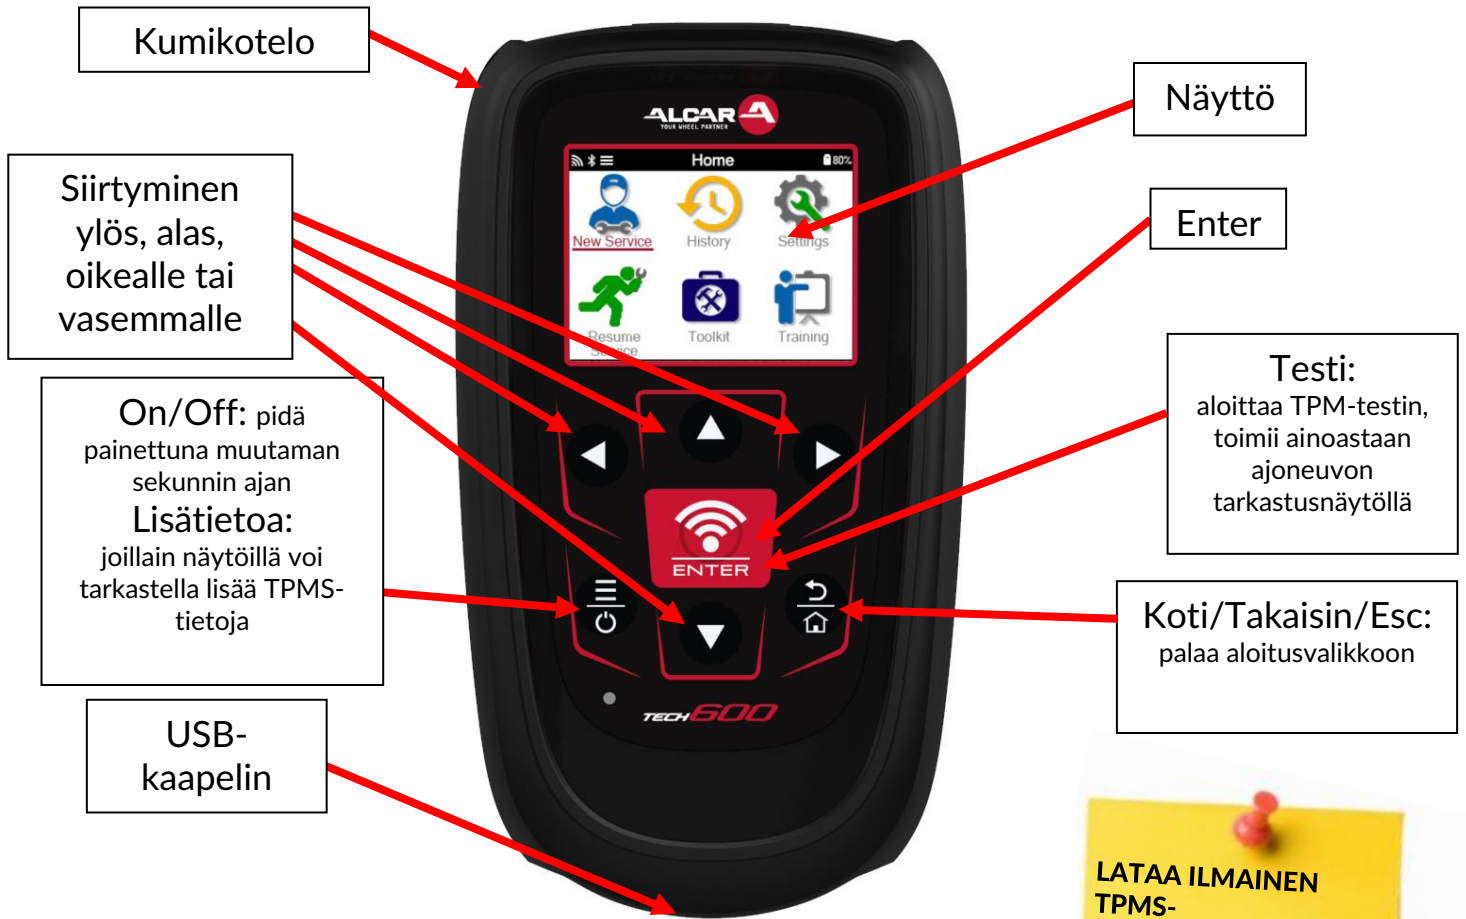 Kumikotelo
Näyttö
Siirtyminen
ylös, alas,
oikealle tai
vasemmalle
Enter
On/Off: pidä
painettuna muutaman
sekunnin ajan
Lisätietoa:
joillain näytöillä voi
tarkastella lisää TPMS-
tietoja
Testi:
aloittaa TPM-testin,
toimii ainoastaan
ajoneuvon
tarkastusnäytöllä
Koti/Takaisin/Esc:
palaa aloitusvalikkoon
USB-
kaapelin
ALCAR
YOUR WHEEL PARTNER
Home
80%
New Service
History
Settings
Resume
Service
Toolkit
Training
ENTER
TECH600
LATAA ILMAINEN
TPMS-